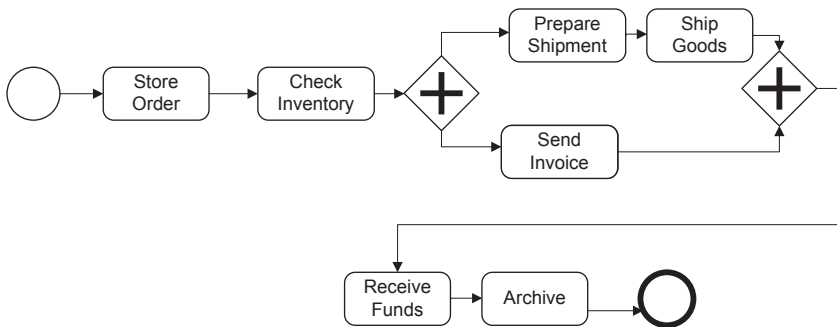 Store
Order
Check
Inventory
Prepare
Shipment
Ship
Goods
Send
Invoice
Receive
Funds
Archive